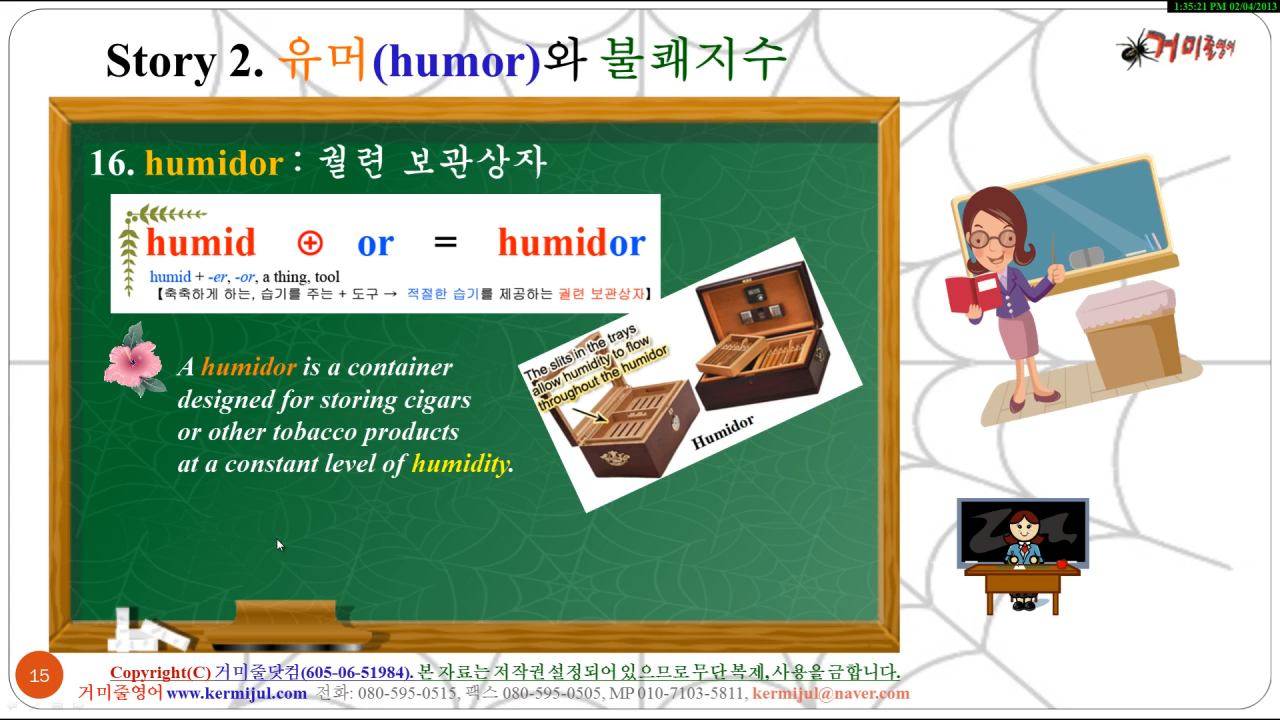 1:35:21 PM 02/04/2013
Story 2. 유머(humor)와 불쾌지수
거미줄영어
16. humidor : 궐련 보관상자
humid ⊕ or = humidor
humid + -er, -or, a thing, tool
【축축하게 하는, 습기를 주는 + 도구 → 적절한 습기를 제공하는 궐련 보관상자】
The slits in the trays
allow humidity to flow
throughout the humidor
Humidor
A humidor is a container
designed for storing cigars
or other tobacco products
at a constant level of humidity.
15
Copyright(C) 거미줄닷컴(605-06-51984). 본 자료는 저작권 설정되어 있으므로 무단 복제, 사용을 금합니다.
거미줄영어 www.kermijul.com 전화: 080-595-0515, 팩스 080-595-0505, MP 010-7103-5811, kermijul@naver.com